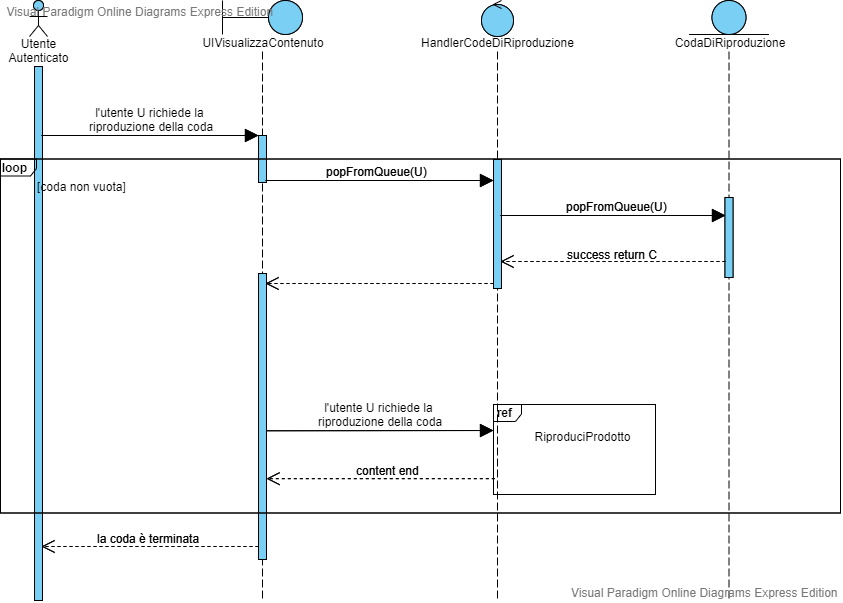 Visual Paradigm Online Diagrams Express Edition
Utente
Autenticato
UIVisualizzaContenuto
HandlerCodeDiRiproduzione
CodaDiRiproduzione
l'utente U richiede la
riproduzione della coda
loop
[coda non vuota]
popFromQueue(U)
popFromQueue(U)
success return C
l'utente U richiede la
riproduzione della coda
ref
RiproduciProdotto
content end
la coda è terminata
Visual Paradigm Online Diagrams Express Edition